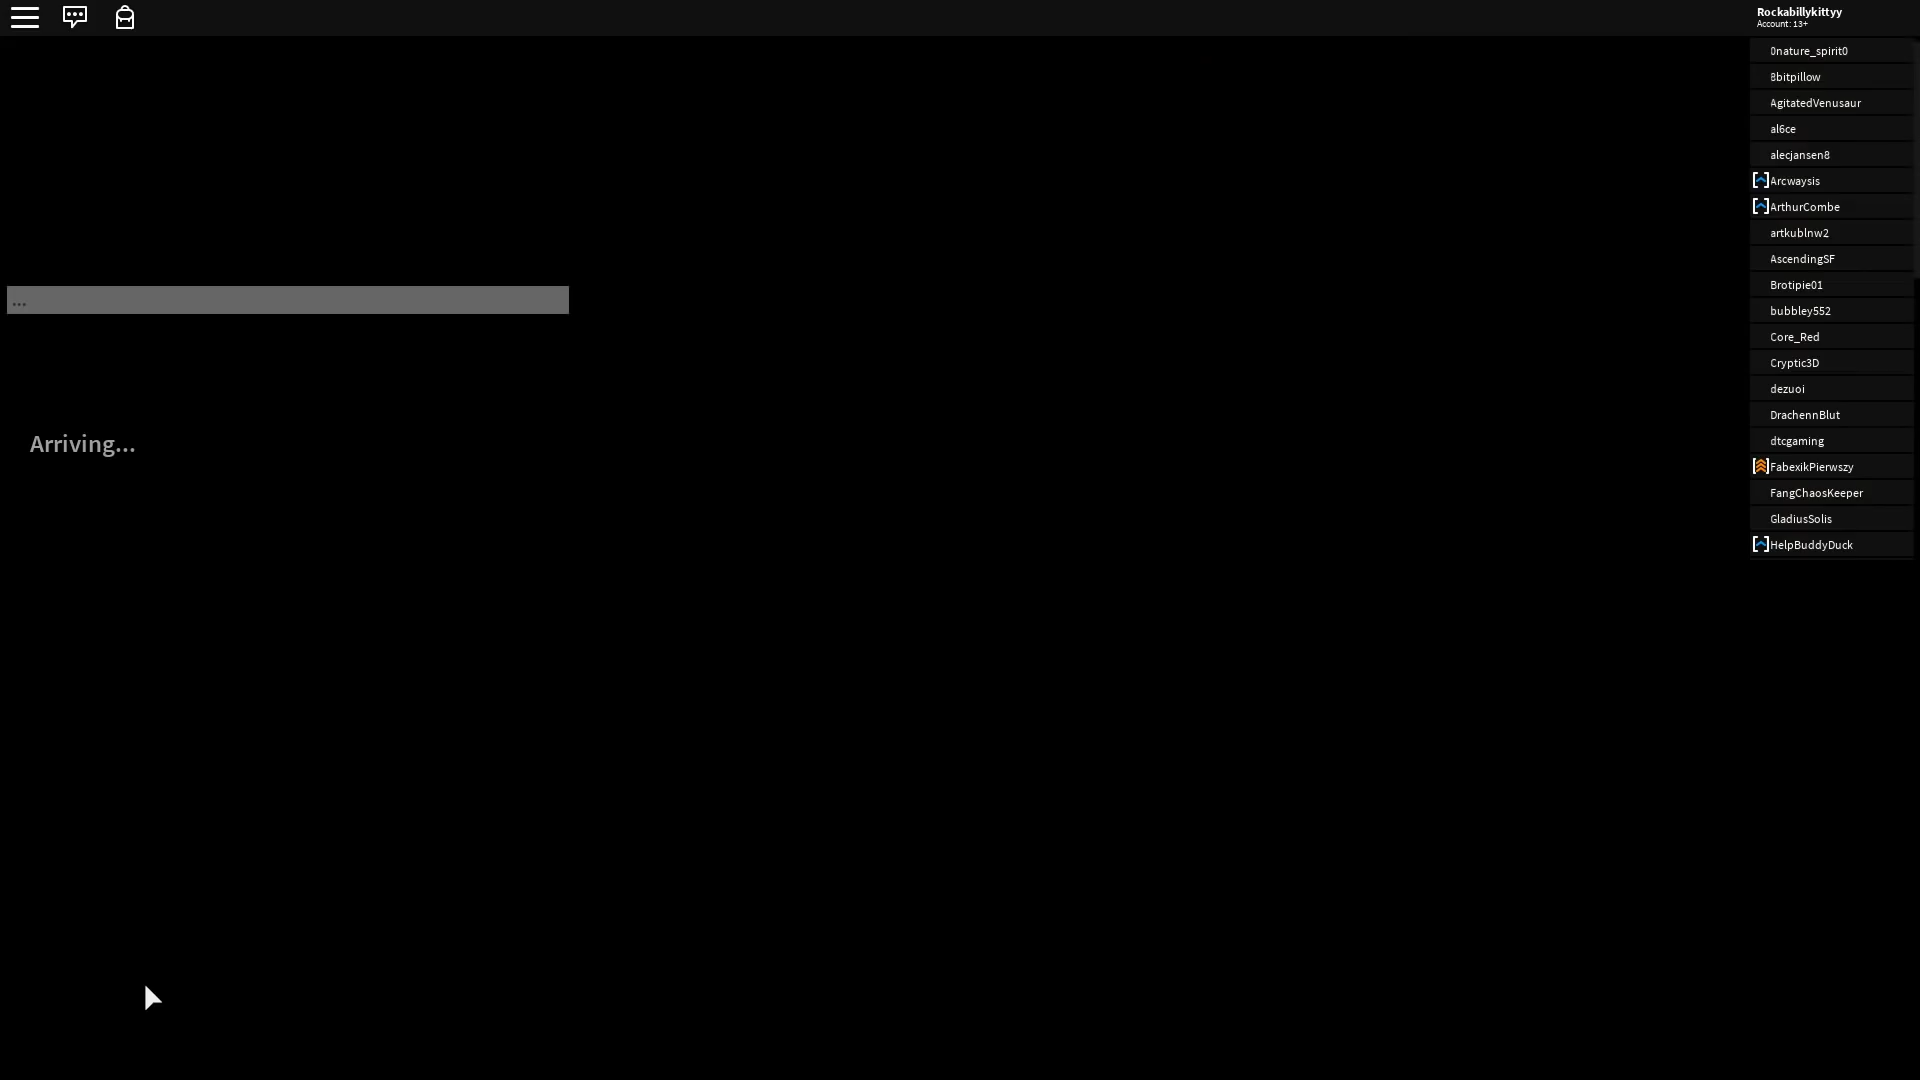 Rockabillykittyy
Account: 13+
0nature_spirit0
8bitpillow
AgitatedVenusaur
al6ce
alecjansen8
Arcwaysis
ArthurCombe
artkublnw2
AscendingSF
Brotipie01
...
bubbley552
Core_Red
Cryptic3D
dezuoi
DrachennBlut
Arriving...
dtcgaming
FabexikPierwszy
FangChaosKeeper
GladiusSolis
HelpBuddyDuck